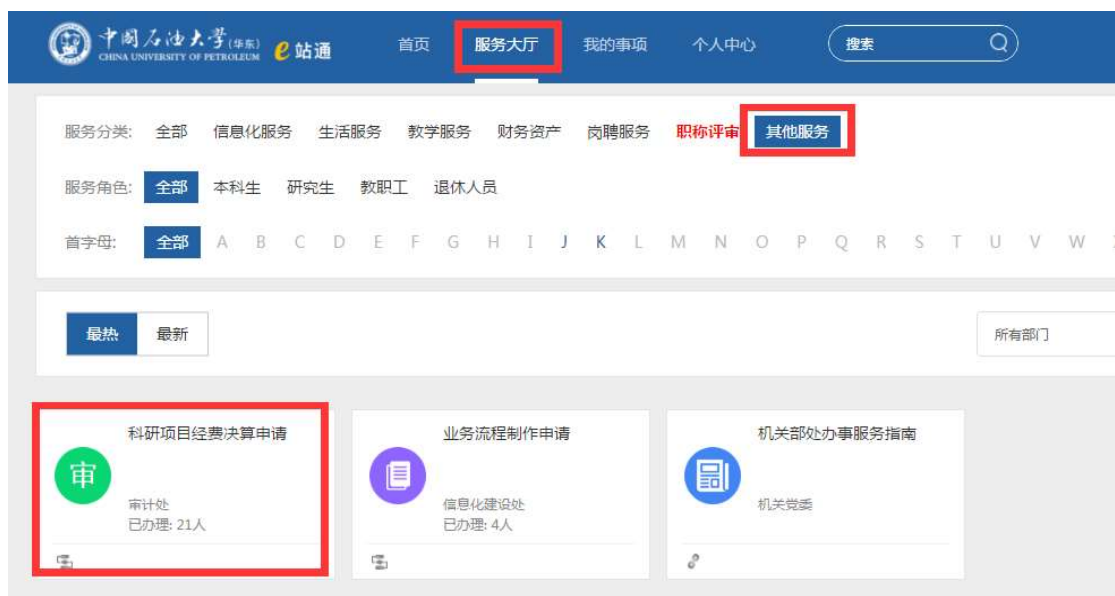 中国石油大学(华东) e站通 首页 服务大厅 我的事项 个人中心 搜索
CHINA UNIVERSITY OF PETROLEUM
服务分类: 全部 信息化服务 生活服务 教学服务 财务资产 岗聘服务 职称评审 其他服务
服务角色: 全部 本科生 研究生 教职工 退休人员
首字母: 全部 A B C D E F G H I J K L M N O P Q R S T U V W
最热 最新 所有部门
科研项目经费决算申请 业务流程制作申请 机关部处办事服务指南
审
审计处 信息化建设处 机关党委
已办理: 21人 已办理: 4人